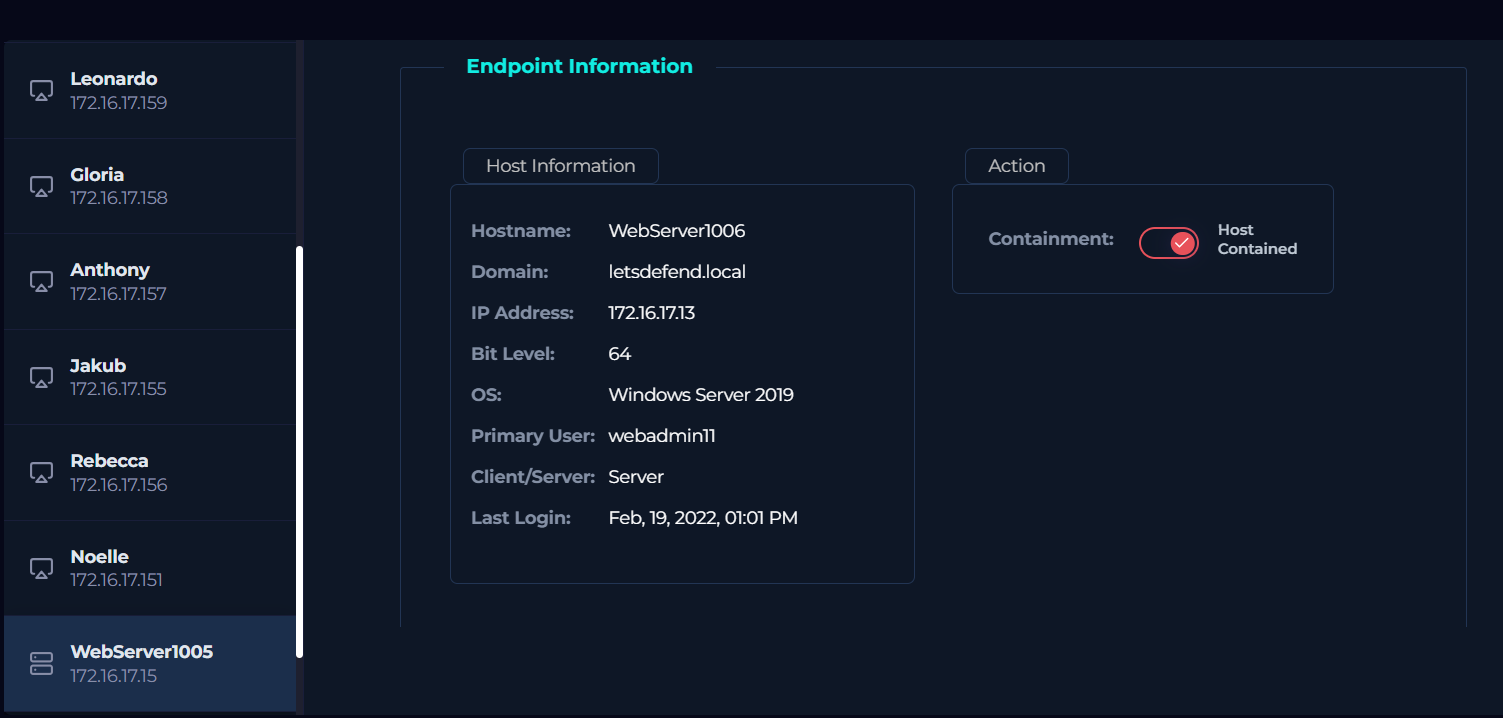 Leonardo
172.16.17.159
Gloria
172.16.17.158
Anthony
172.16.17.157
Jakub
172.16.17.155
Rebecca
172.16.17.156
Noelle
172.16.17.151
WebServer1005
172.16.17.15
Endpoint Information
Host Information
Hostname: WebServer1006
Domain: letsdefend.local
IP Address: 172.16.17.13
Bit Level: 64
OS: Windows Server 2019
Primary User: webadmin11
Client/Server: Server
Last Login: Feb, 19, 2022, 01:01 PM
Action
Containment:
Host
Contained